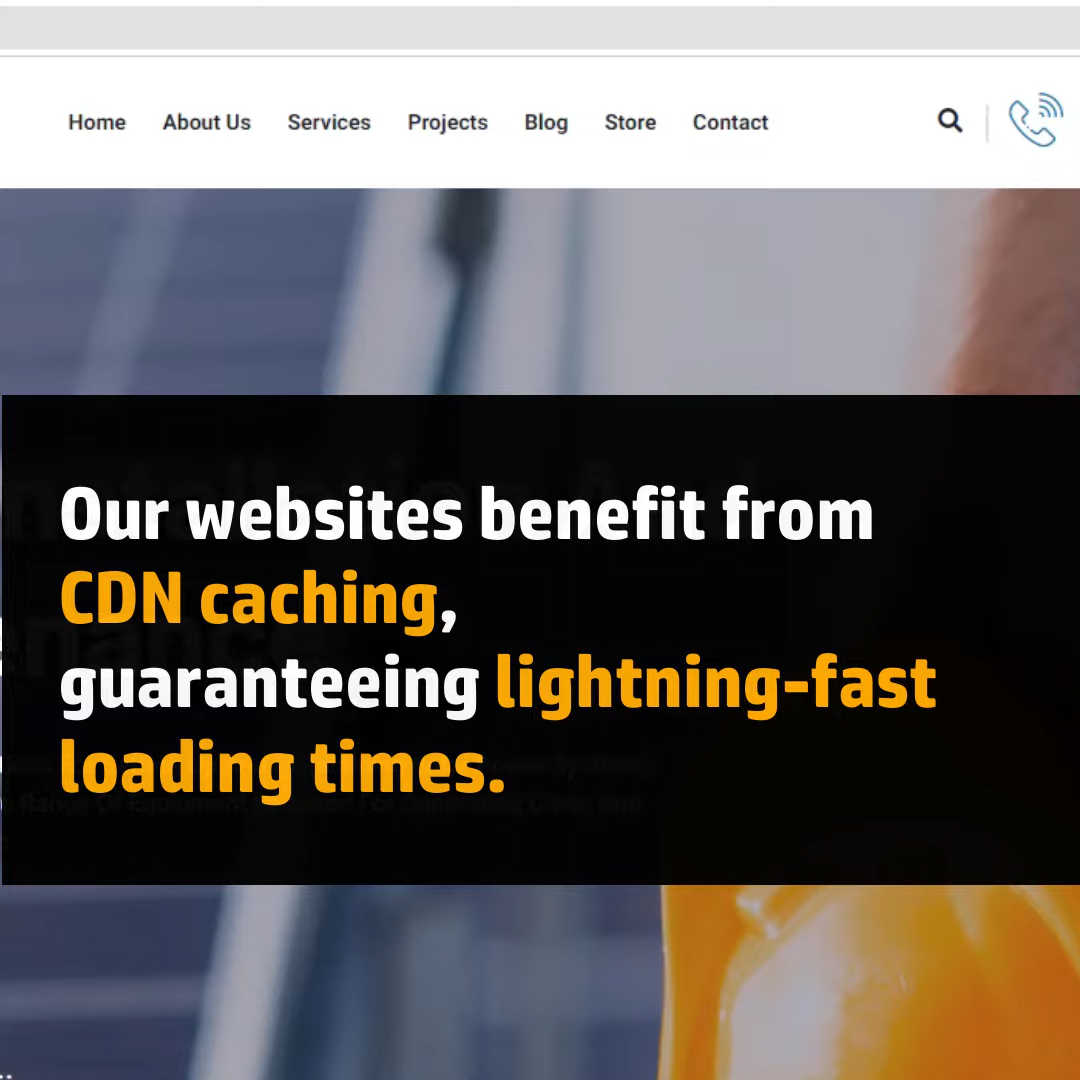 Home About Us Services Projects Blog Store Contact
Our websites benefit from
CDN caching,
guaranteeing lightning-fast
loading times.